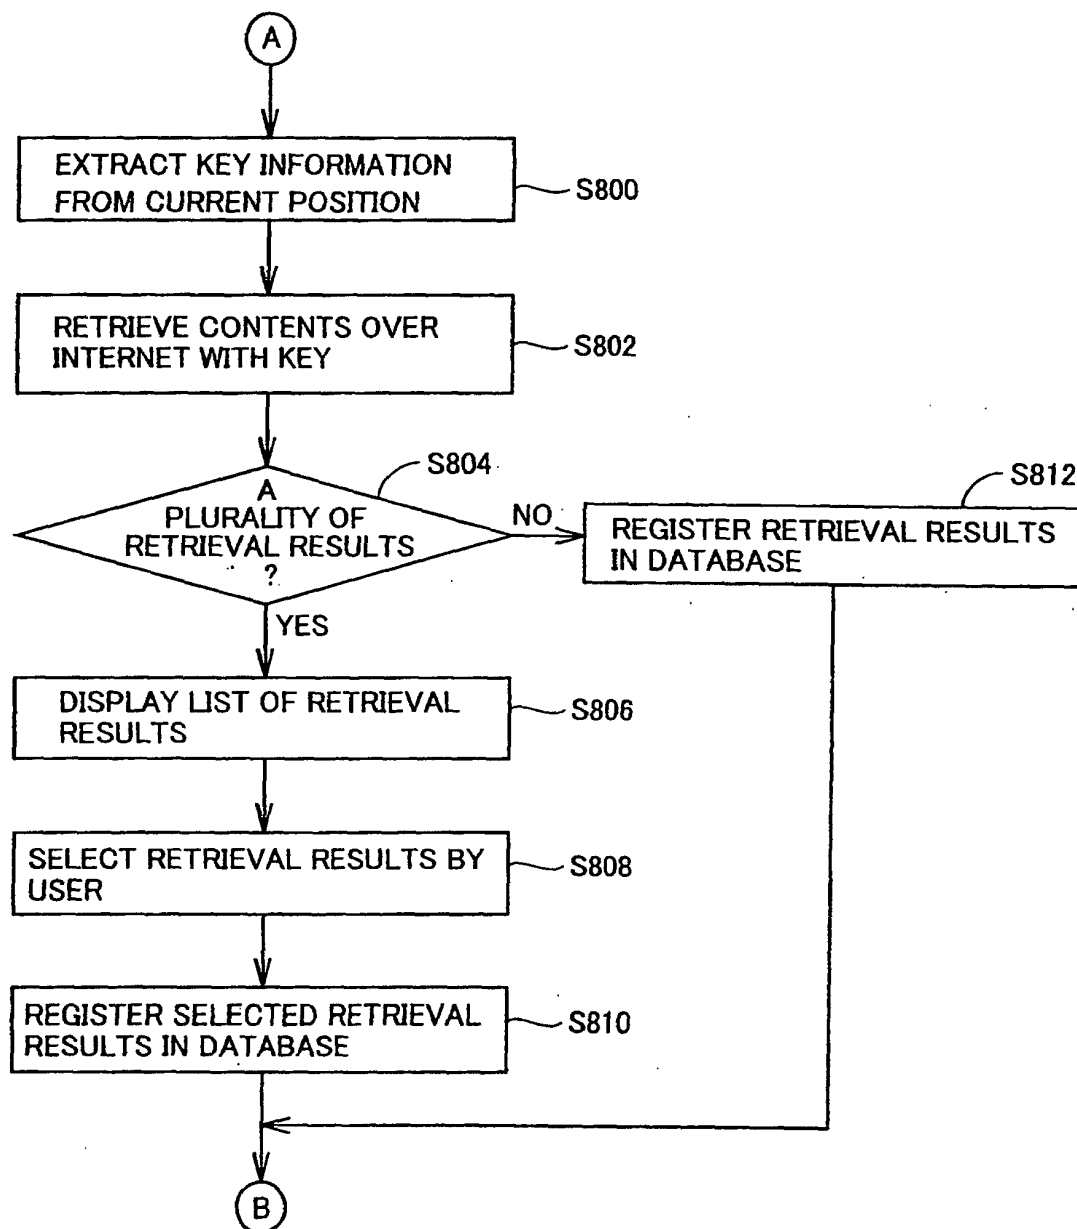 A
EXTRACT KEY INFORMATION
FROM CURRENT POSITION
S800
RETRIEVE CONTENTS OVER
INTERNET WITH KEY
S802
S804
A
PLURALITY OF
RETRIEVAL RESULTS
?
NO
S812
REGISTER RETRIEVAL RESULTS
IN DATABASE
YES
DISPLAY LIST OF RETRIEVAL
RESULTS
S806
SELECT RETRIEVAL RESULTS BY
USER
S808
REGISTER SELECTED RETRIEVAL
RESULTS IN DATABASE
S810
B